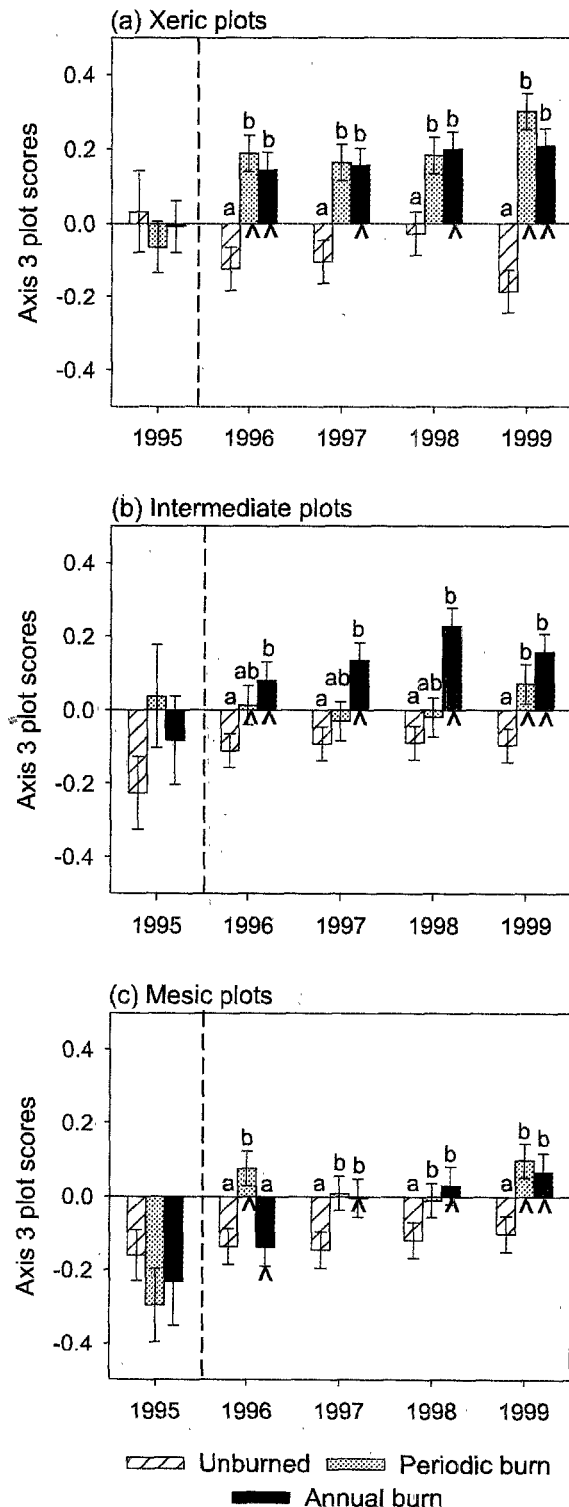 (a) Xeric plots
0.4
0.2
0.0
-0.2
-0.4
Axis 3 plot scores
a b b a b b a b b a b b
^ ^ ^ ^ ^ ^
1995 1996 1997 1998 1999
(b) Intermediate plots
0.4
0.2
0.0
-0.2
-0.4
Axis 3 plot scores
a ab b a ab b a ab b a b b
^ ^ ^ ^ ^ ^
1995 1996 1997 1998 1999
(c) Mesic plots
0.4
0.2
0.0
-0.2
-0.4
Axis 3 plot scores
a b a a b b a b b a b b
^ ^ ^ ^ ^ ^
1995 1996 1997 1998 1999
Unburned Periodic burn
Annual burn